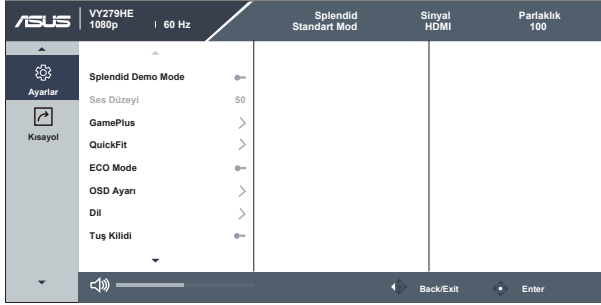 ASUS
VY279HE
1080p | 60 Hz
Splendid
Standart Mod
Sinyal
HDMI
Parlaklık
100
Ayarlar
Kısayol
Splendid Demo Mode
Ses Düzeyi 50
GamePlus
QuickFit
ECO Mode
OSD Ayarı
Dil
Tuş Kilidi
Back/Exit
Enter